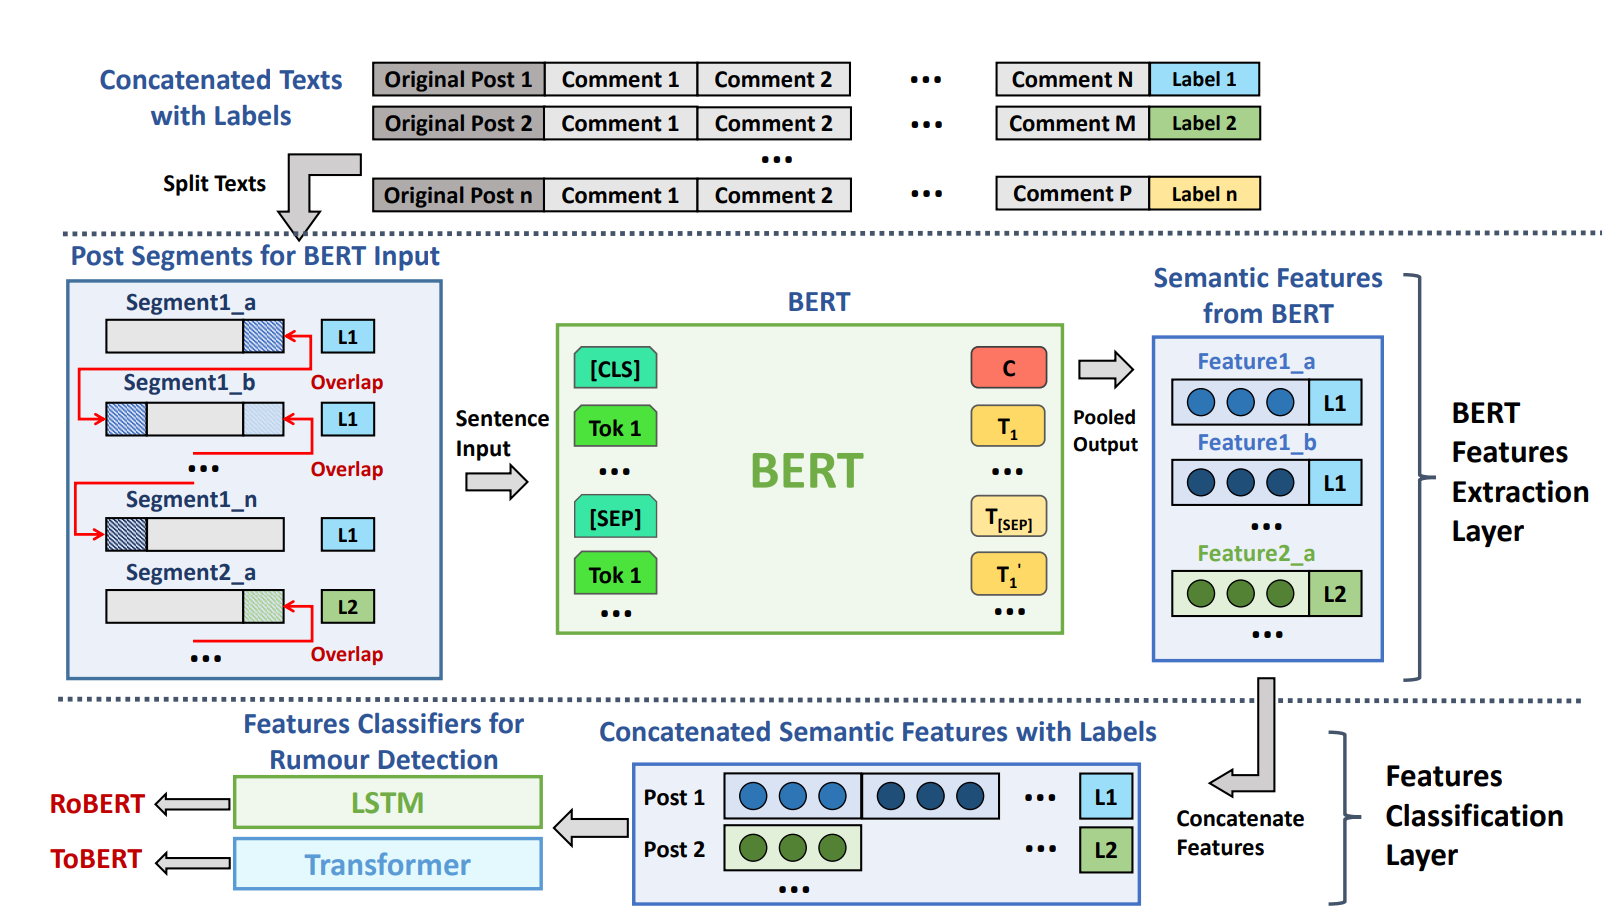 Concatenated Texts
with Labels
Original Post 1 Comment 1 Comment 2 ... Comment N Label 1
Original Post 2 Comment 1 Comment 2 ... Comment M Label 2
...
Original Post n Comment 1 Comment 2 ... Comment P Label n
Split Texts
Post Segments for BERT Input
Segment1_a
L1
Overlap
Segment1_b
L1
Overlap
...
Segment1_n
L1
Segment2_a
L2
Overlap
...
Sentence
Input
BERT
[CLS]
Tok 1
...
[SEP]
Tok 1
...
BERT
C
T1
...
T[SEP]
T1'
...
Pooled
Output
Semantic Features
from BERT
Feature1_a
L1
Feature1_b
L1
...
Feature2_a
L2
...
BERT
Features
Extraction
Layer
Features Classifiers for
Rumour Detection
LSTM
Transformer
RoBERT
ToBERT
Concatenated Semantic Features with Labels
Post 1 ... L1
Post 2 ... L2
...
Concatenate
Features
Features
Classification
Layer